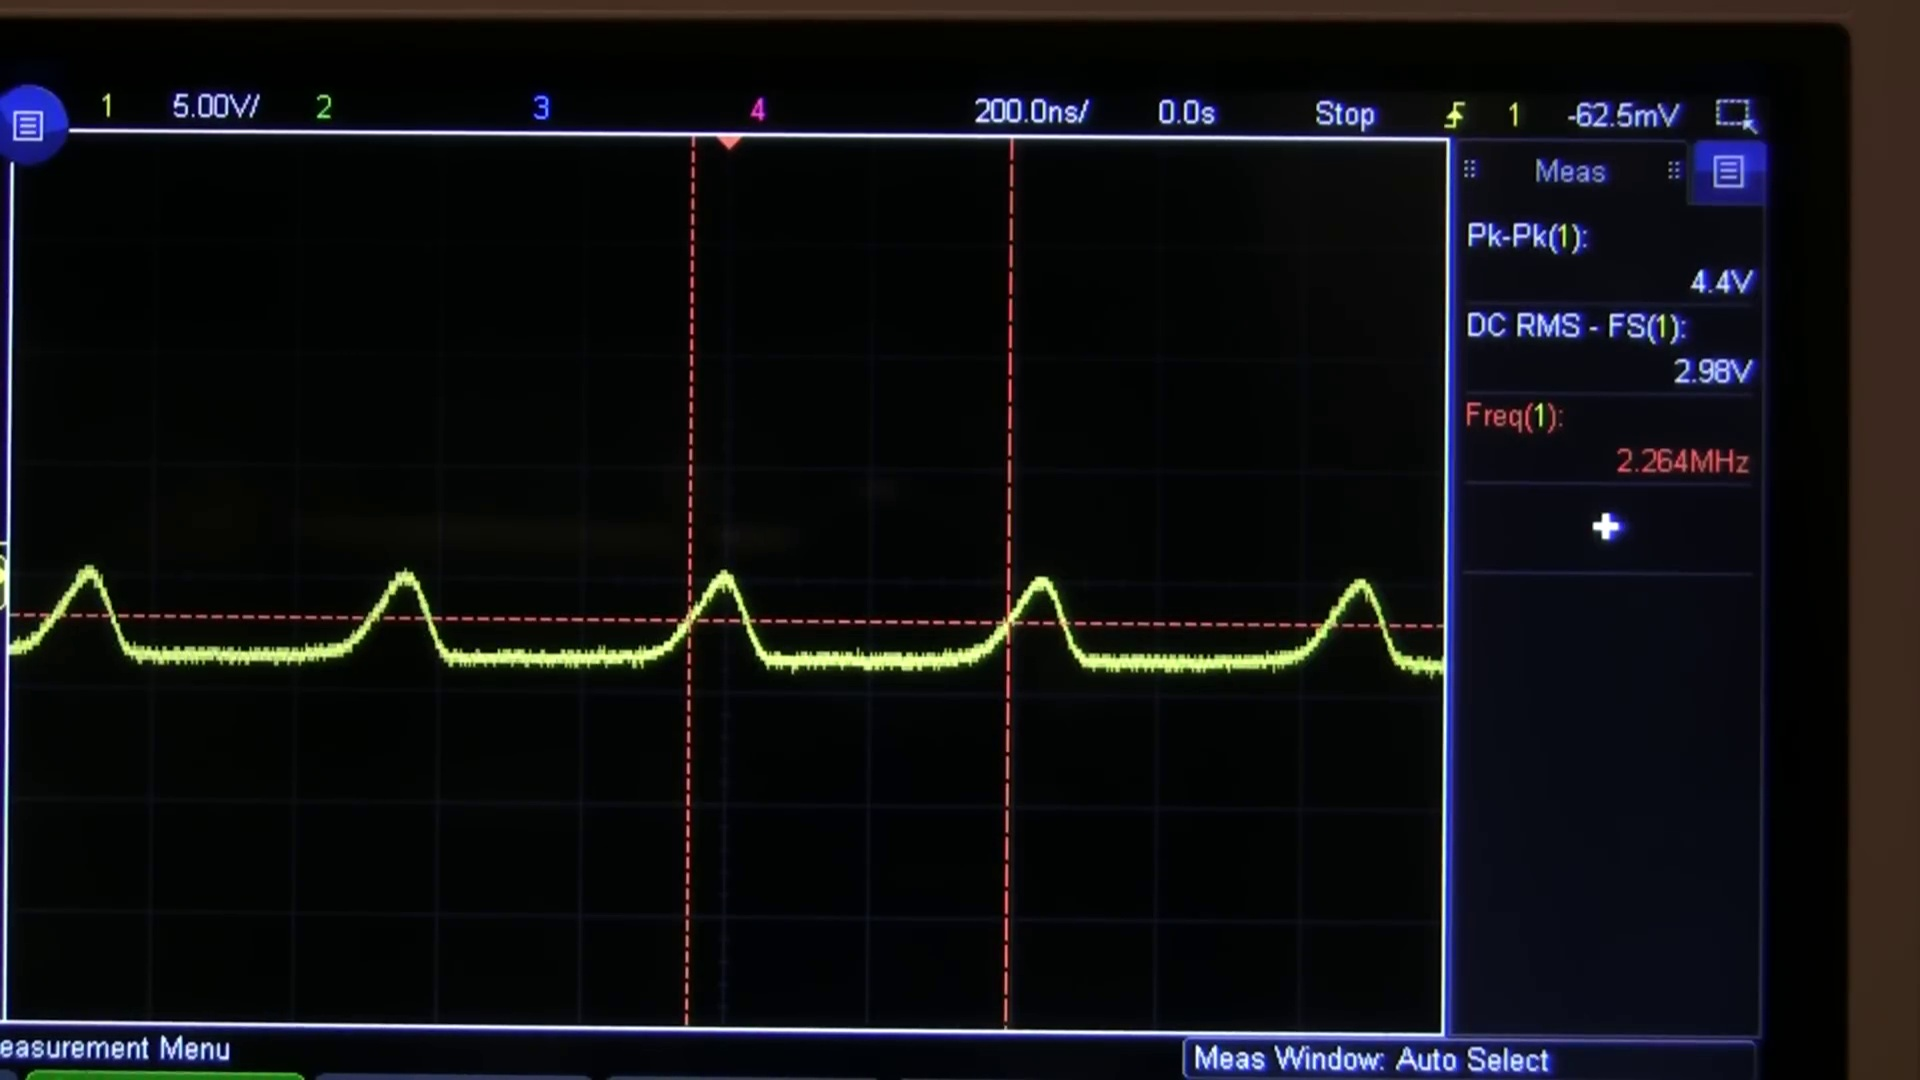 1 5.00V/ 2 3 4 200.0ns/ 0.0s Stop 1 -62.5mV
Meas
Pk-Pk(1):
4.4V
DC RMS - FS(1):
2.98V
Freq(1):
2.264MHz
easurement Menu
Meas Window: Auto Select